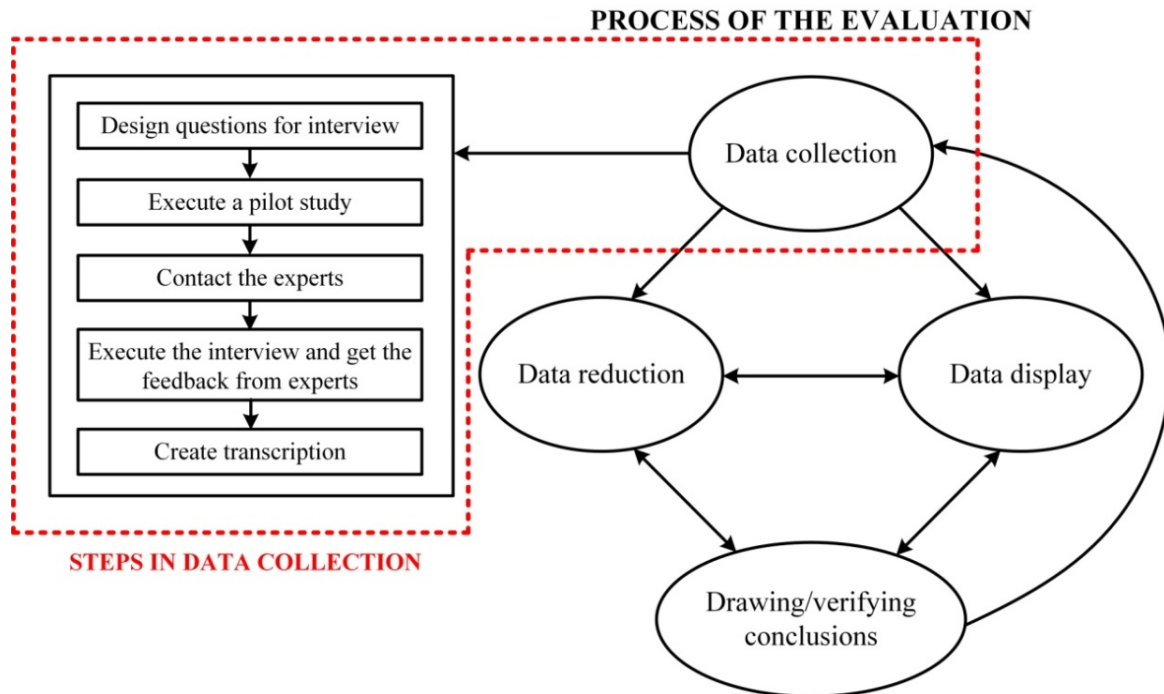 PROCESS OF THE EVALUATION
Design questions for interview
Execute a pilot study
Contact the experts
Execute the interview and get the
feedback from experts
Create transcription
STEPS IN DATA COLLECTION
Data collection
Data reduction
Data display
Drawing/verifying
conclusions